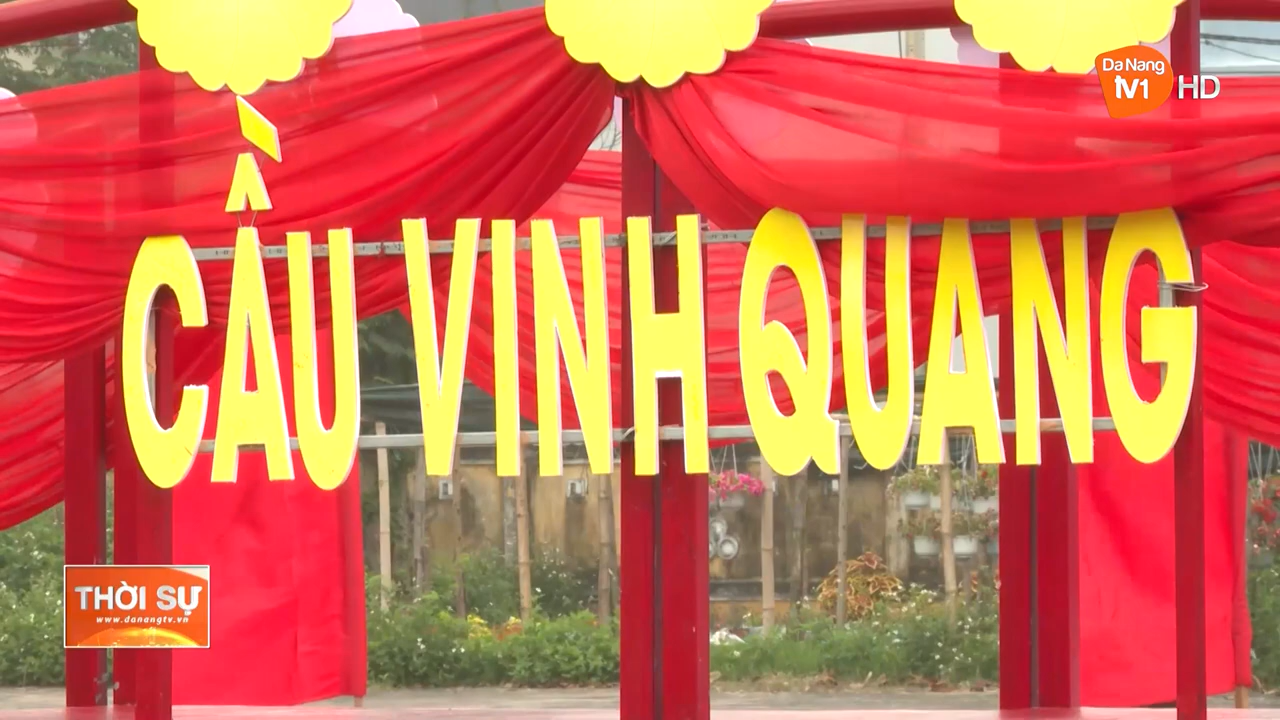 Da Nang
TV1 HD
CẦU VINH QUANG
THỜI SỰ
www.danangtv.vn